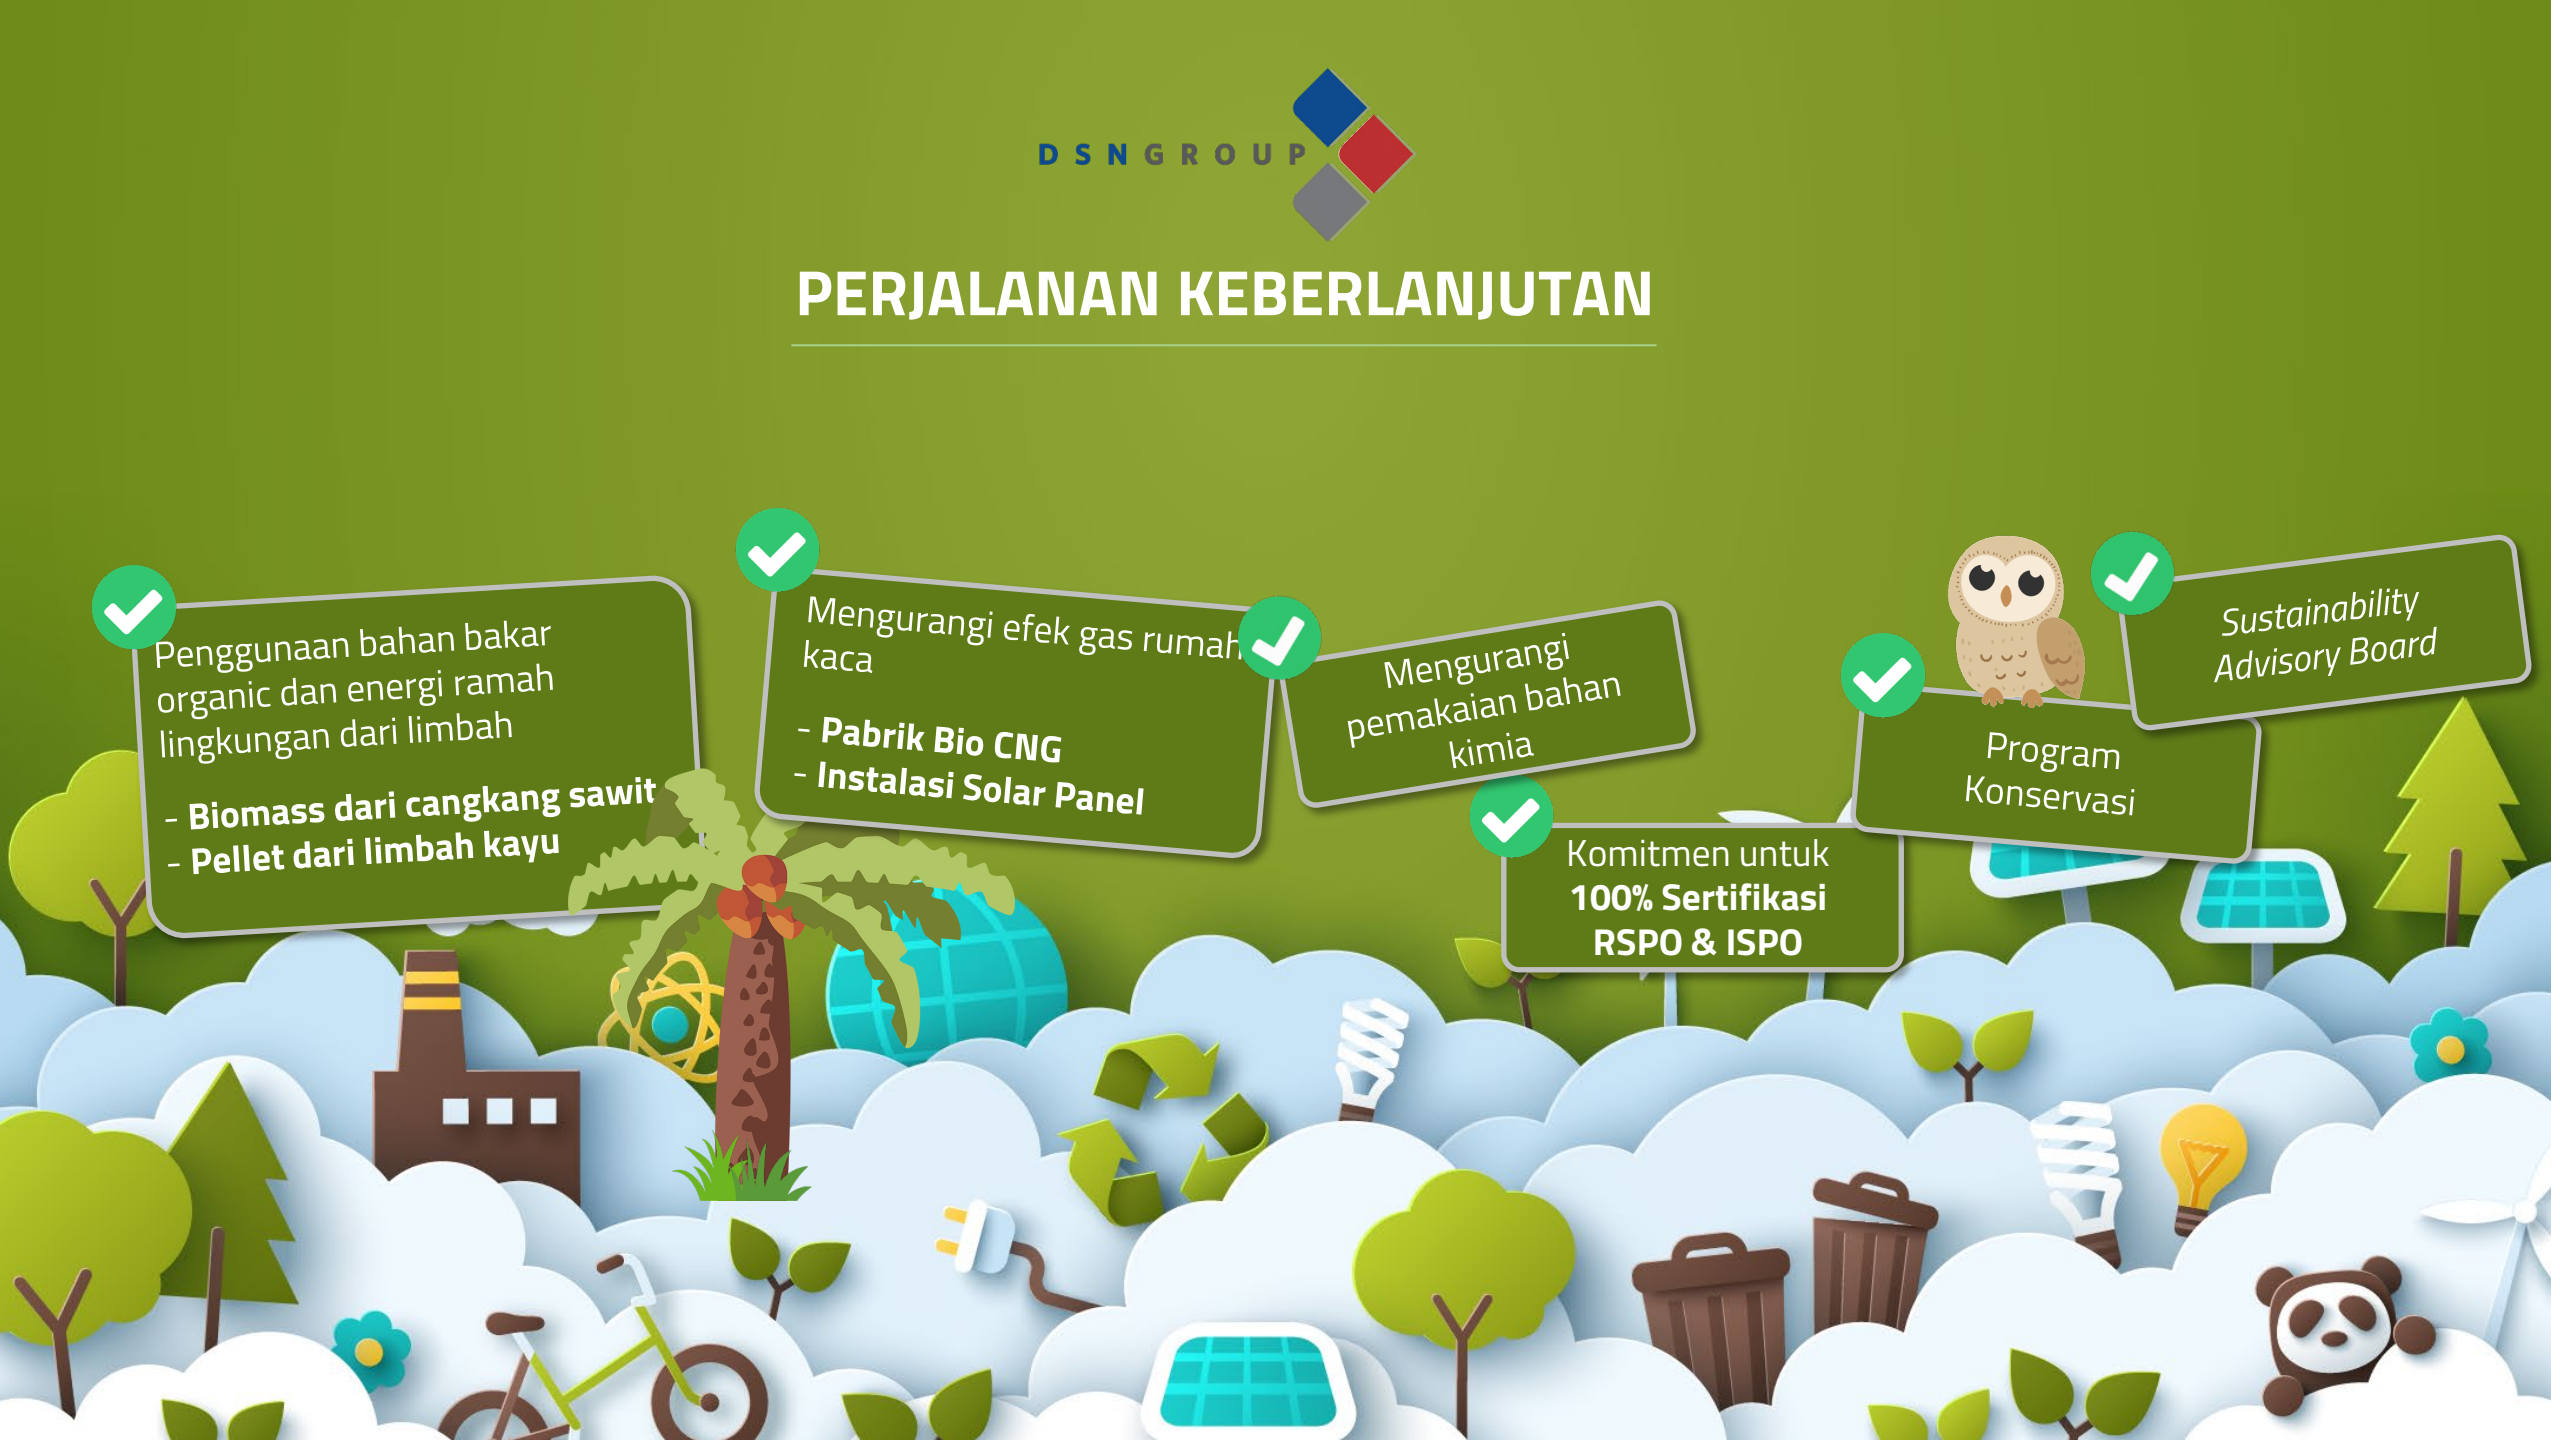 DSNGROUP
PERJALANAN KEBERLANJUTAN
Penggunaan bahan bakar
organic dan energi ramah
lingkungan dari limbah
- Biomass dari cangkang sawit
- Pellet dari limbah kayu
Mengurangi efek gas rumah
kaca
- Pabrik Bio CNG
- Instalasi Solar Panel
Mengurangi
pemakaian bahan
kimia
Komitmen untuk
100% Sertifikasi
RSPO & ISPO
Program
Konservasi
Sustainability
Advisory Board